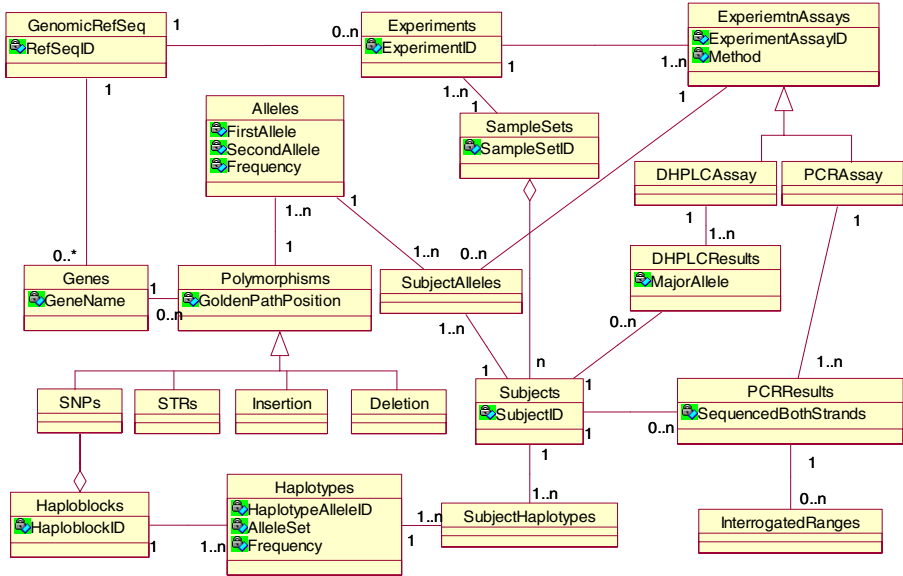 GenomicRefSeq
RefSeqID
1
0..n
Experiments
ExperimentID
1
1..n
ExperiemtnAssays
ExperimentAssayID
Method
1
1
1..n
1
Alleles
FirstAllele
SecondAllele
Frequency
SampleSets
SampleSetID
DHPLCAssay
PCRAssay
1..n
1
1
1..n
1
0..*
1
1..n
0..n
DHPLCResults
MajorAllele
Genes
GeneName
1
0..n
Polymorphisms
GoldenPathPosition
SubjectAlleles
1..n
0..n
n
1
1
1..n
SNPs
STRs
Insertion
Deletion
Subjects
SubjectID
1
0..n
PCRResults
SequencedBothStrands
1
1
0..n
1..n
Haploblocks
HaploblockID
1
1..n
Haplotypes
HaplotypeAlleleID
AlleleSet
Frequency
1
1..n
SubjectHaplotypes
InterrogatedRanges